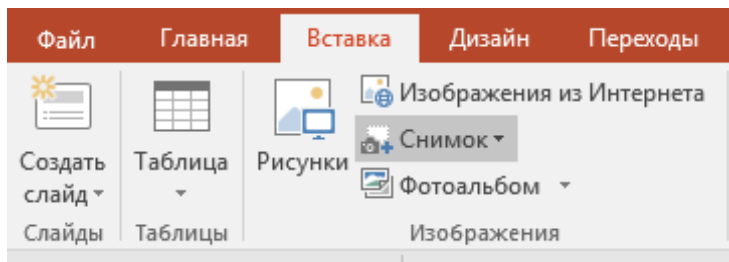 Файл Главная Вставка Дизайн Переходы
Создать слайд
Таблица
Рисунки
Изображения из Интернета
Снимок
Фотоальбом
Слайды Таблицы Изображения